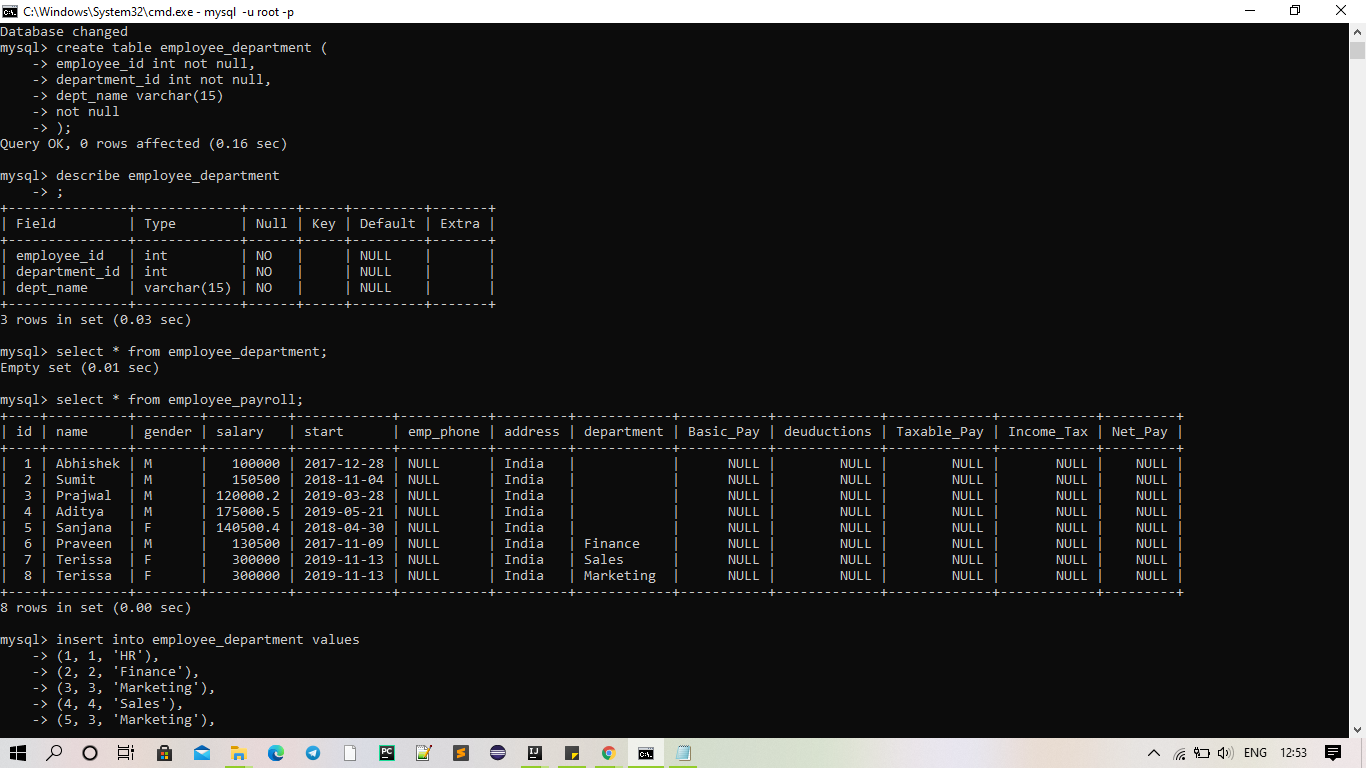 C:\Windows\System32\cmd.exe - mysql  -u root -p
Database changed
mysql> create table employee_department (
    -> employee_id int not null,
    -> department_id int not null,
    -> dept_name varchar(15)
    -> not null
    -> );
Query OK, 0 rows affected (0.16 sec)

mysql> describe employee_department
    -> ;
+---------------+-------------+------+-----+---------+-------+
| Field         | Type        | Null | Key | Default | Extra |
+---------------+-------------+------+-----+---------+-------+
| employee_id   | int         | NO   |     | NULL    |       |
| department_id | int         | NO   |     | NULL    |       |
| dept_name     | varchar(15) | NO   |     | NULL    |       |
+---------------+-------------+------+-----+---------+-------+
3 rows in set (0.03 sec)

mysql> select * from employee_department;
Empty set (0.01 sec)

mysql> select * from employee_payroll;
+----+----------+--------+----------+------------+-----------+---------+------------+-----------+-------------+-------------+------------+---------+
| id | name     | gender | salary   | start      | emp_phone | address | department | Basic_Pay | deuductions | Taxable_Pay | Income_Tax | Net_Pay |
+----+----------+--------+----------+------------+-----------+---------+------------+-----------+-------------+-------------+------------+---------+
|  1 | Abhishek | M      |   100000 | 2017-12-28 | NULL      | India   |            |      NULL |        NULL |        NULL |       NULL |    NULL |
|  2 | Sumit    | M      |   150500 | 2018-11-04 | NULL      | India   |            |      NULL |        NULL |        NULL |       NULL |    NULL |
|  3 | Prajwal  | M      | 120000.2 | 2019-03-28 | NULL      | India   |            |      NULL |        NULL |        NULL |       NULL |    NULL |
|  4 | Aditya   | M      | 175000.5 | 2019-05-21 | NULL      | India   |            |      NULL |        NULL |        NULL |       NULL |    NULL |
|  5 | Sanjana  | F      | 140500.4 | 2018-04-30 | NULL      | India   |            |      NULL |        NULL |        NULL |       NULL |    NULL |
|  6 | Praveen  | M      |   130500 | 2017-11-09 | NULL      | India   | Finance    |      NULL |        NULL |        NULL |       NULL |    NULL |
|  7 | Terissa  | F      |   300000 | 2019-11-13 | NULL      | India   | Sales      |      NULL |        NULL |        NULL |       NULL |    NULL |
|  8 | Terissa  | F      |   300000 | 2019-11-13 | NULL      | India   | Marketing  |      NULL |        NULL |        NULL |       NULL |    NULL |
+----+----------+--------+----------+------------+-----------+---------+------------+-----------+-------------+-------------+------------+---------+
8 rows in set (0.00 sec)

mysql> insert into employee_department values
    -> (1, 1, 'HR'),
    -> (2, 2, 'Finance'),
    -> (3, 3, 'Marketing'),
    -> (4, 4, 'Sales'),
    -> (5, 3, 'Marketing'),
PC
IJ
C:\.
ENG
12:53